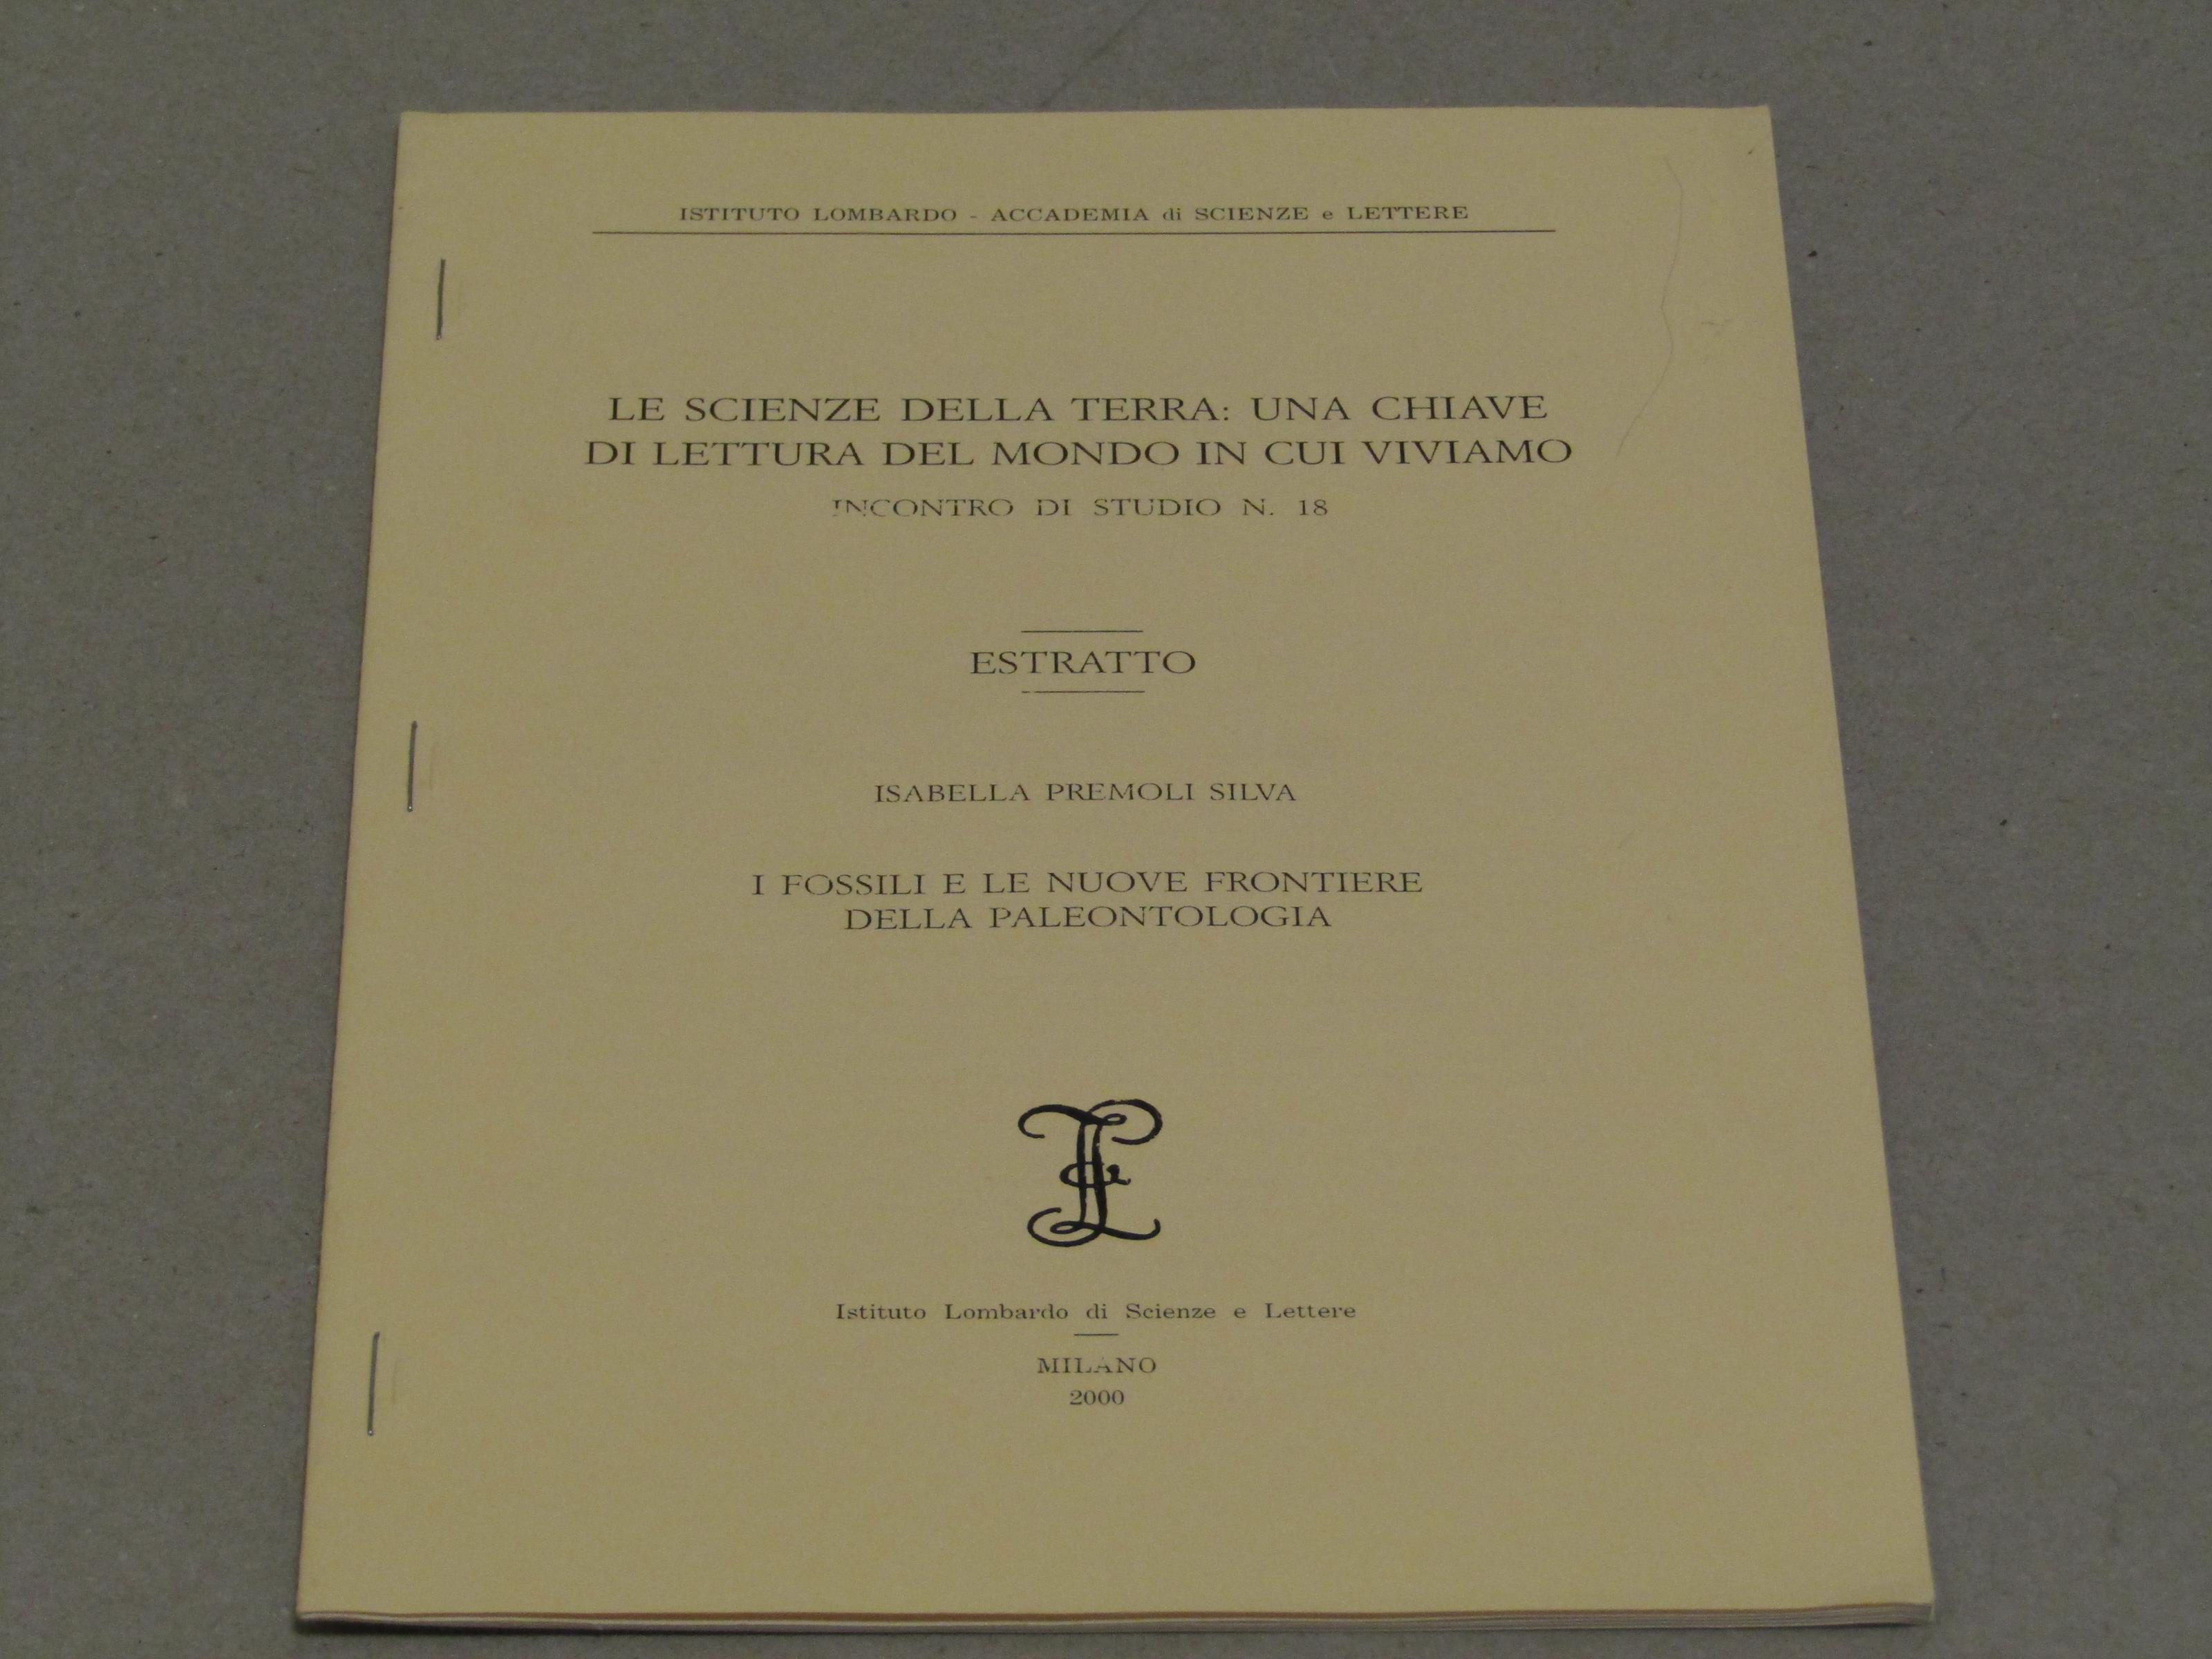 ISTITUTO LOMBARDO - ACCADEMIA di SCIENZE e LETTERE
LE SCIENZE DELLA TERRA: UNA CHIAVE
DI LETTURA DEL MONDO IN CUI VIVIAMO
INCONTRO DI STUDIO N. 18
ESTRATTO
ISABELLA PREMOLI SILVA
I FOSSILI E LE NUOVE FRONTIERE
DELLA PALEONTOLOGIA
Istituto Lombardo di Scienze e Lettere
MILANO
2000